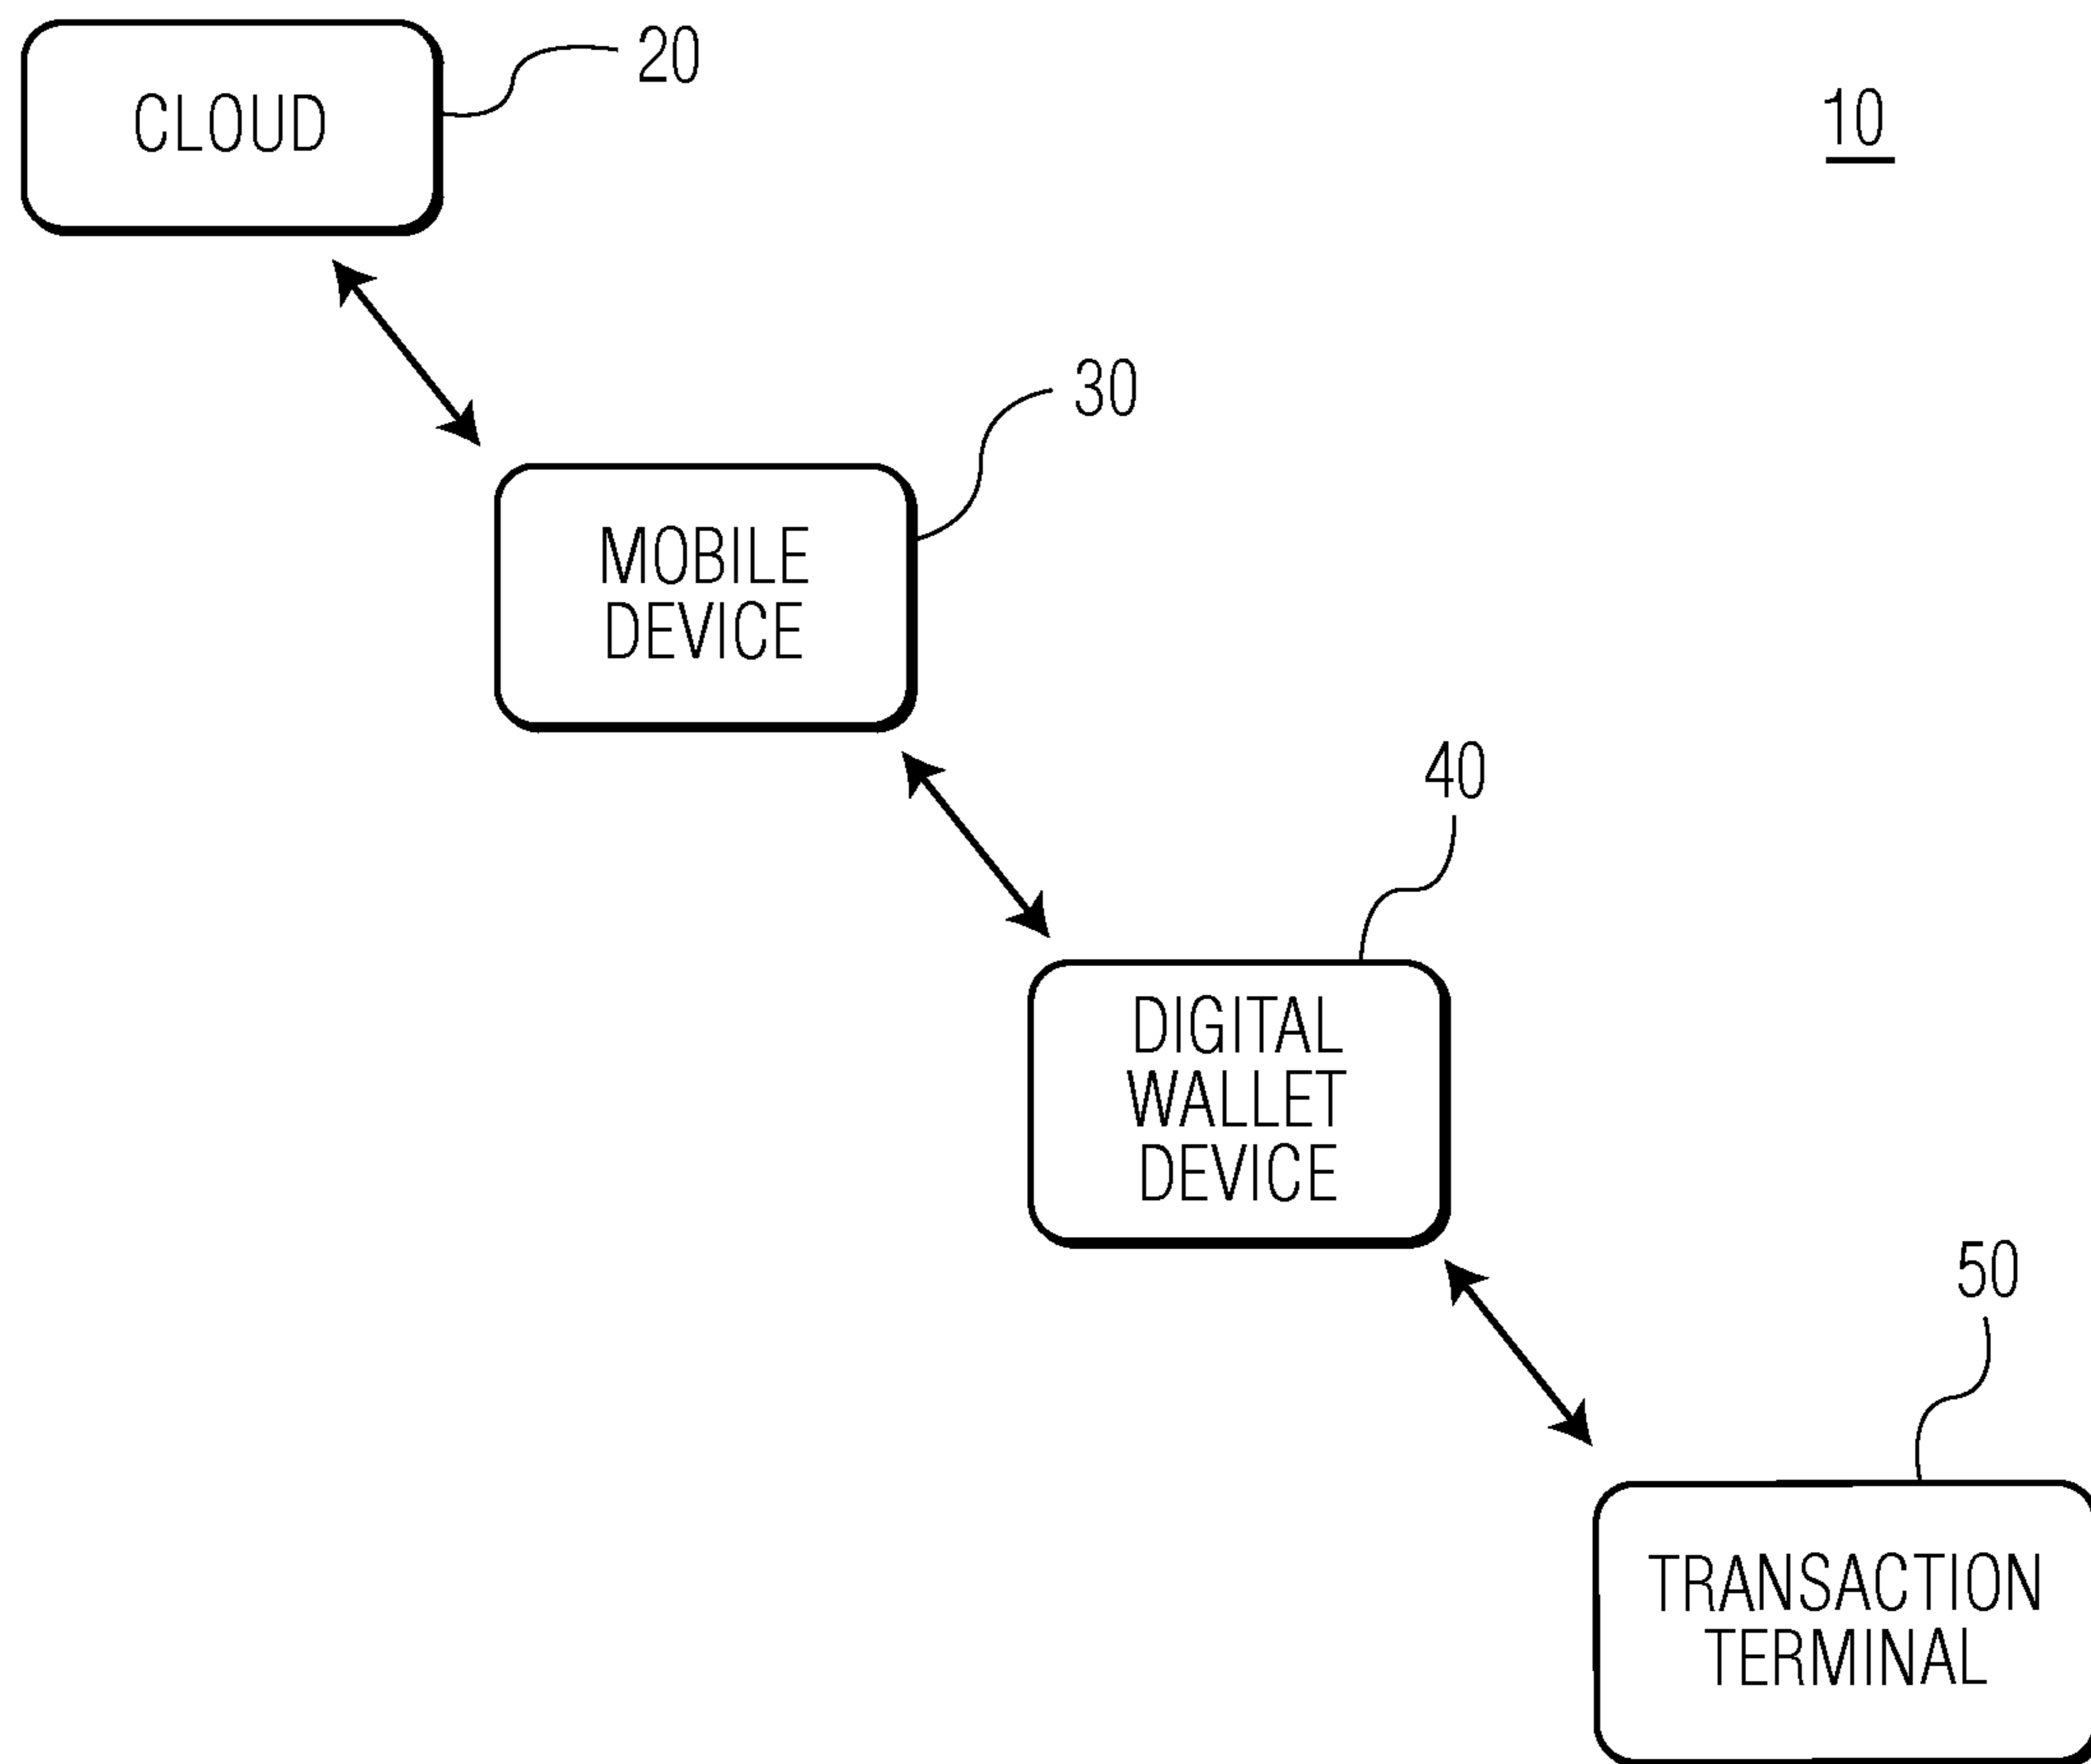 CLOUD
20
10
30
MOBILE
DEVICE
40
DIGITAL
WALLET
DEVICE
50
TRANSACTION
TERMINAL